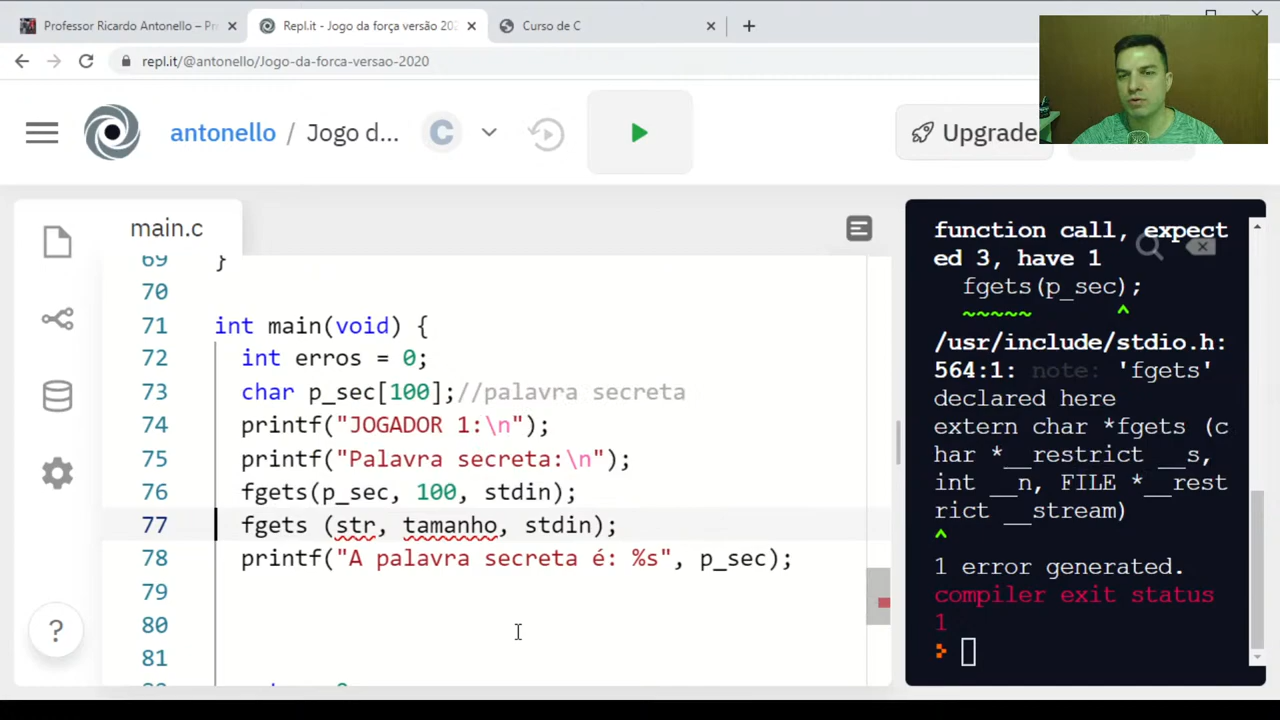 Professor Ricardo Antonello – Pr
Repl.it - Jogo da força versão 202
Curso de C
repl.it/@antonello/Jogo-da-forca-versao-2020
antonello / Jogo d...
C
Upgrade
main.c
69 }
70
71 int main(void) {
72 int erros = 0;
73 char p_sec[100];//palavra secreta
74 printf("JOGADOR 1:\n");
75 printf("Palavra secreta:\n");
76 fgets(p_sec, 100, stdin);
77 fgets (str, tamanho, stdin);
78 printf("A palavra secreta é: %s", p_sec);
79
80
81
?
function call, expect
ed 3, have 1
fgets(p_sec);
~~~~~ ^
/usr/include/stdio.h:
564:1: note: 'fgets'
declared here
extern char *fgets (c
har *__restrict __s,
int __n, FILE *__rest
rict __stream)
^
1 error generated.
compiler exit status
1